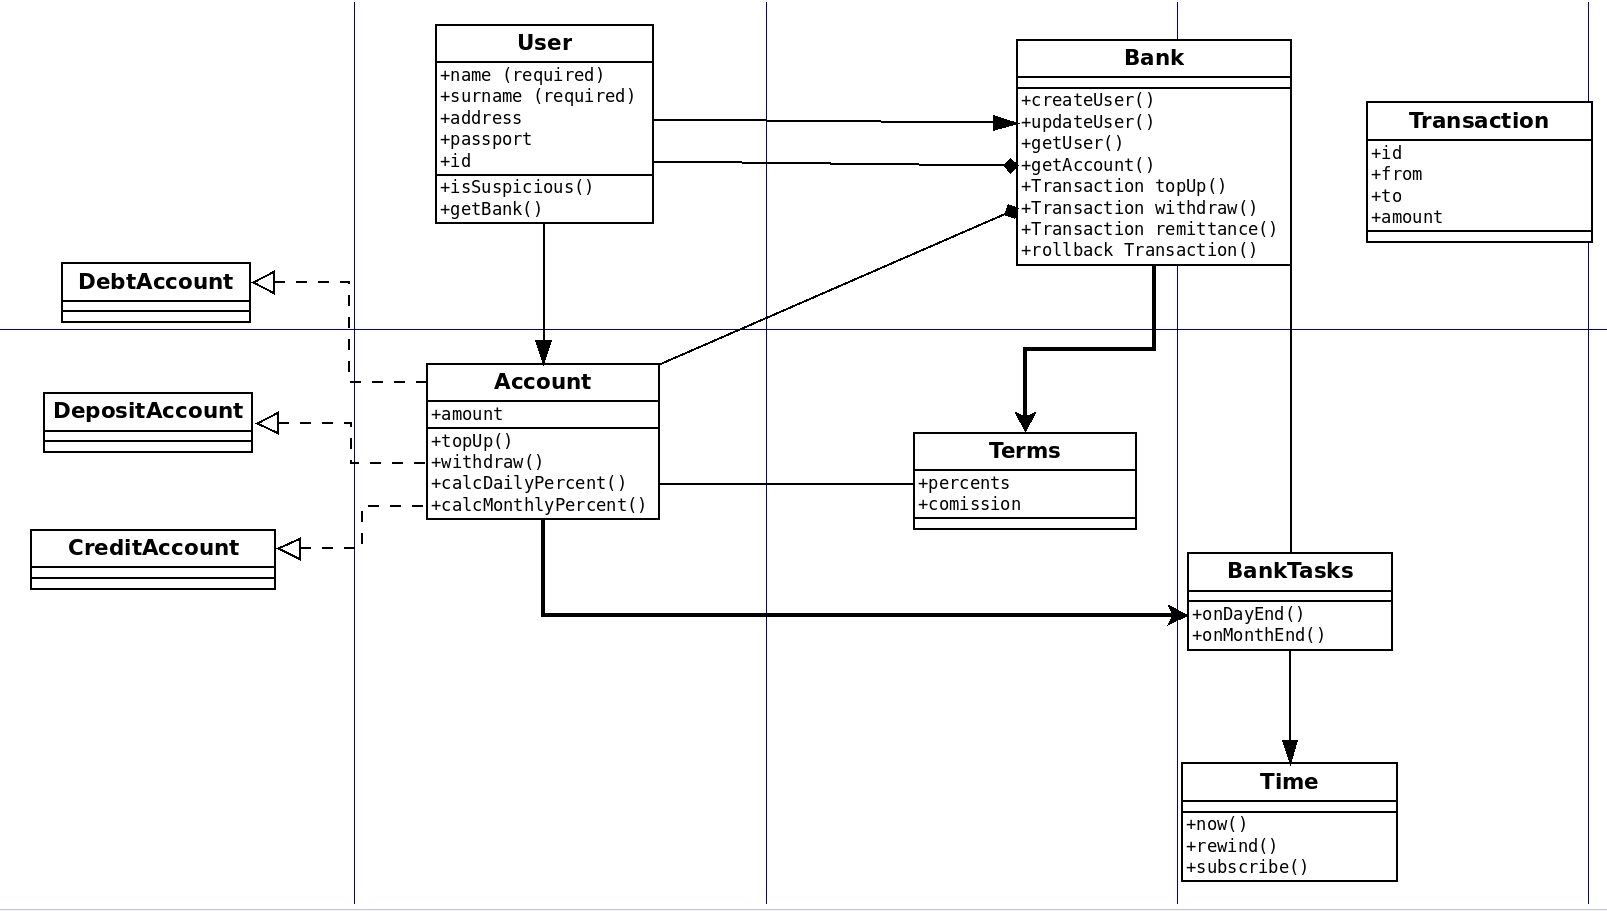 User
+name (required)
+surname (required)
+address
+passport
+id
+isSuspicious()
+getBank()
Bank
+createUser()
+updateUser()
+getUser()
+getAccount()
+Transaction topUp()
+Transaction withdraw()
+Transaction remittance()
+rollback Transaction()
Transaction
+id
+from
+to
+amount
DebtAccount
DepositAccount
CreditAccount
Account
+amount
+topUp()
+withdraw()
+calcDailyPercent()
+calcMonthlyPercent()
Terms
+percents
+comission
BankTasks
+onDayEnd()
+onMonthEnd()
Time
+now()
+rewind()
+subscribe()